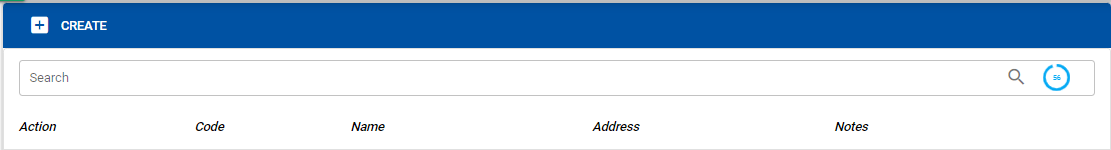 CREATE
Search 56
Action Code Name Address Notes